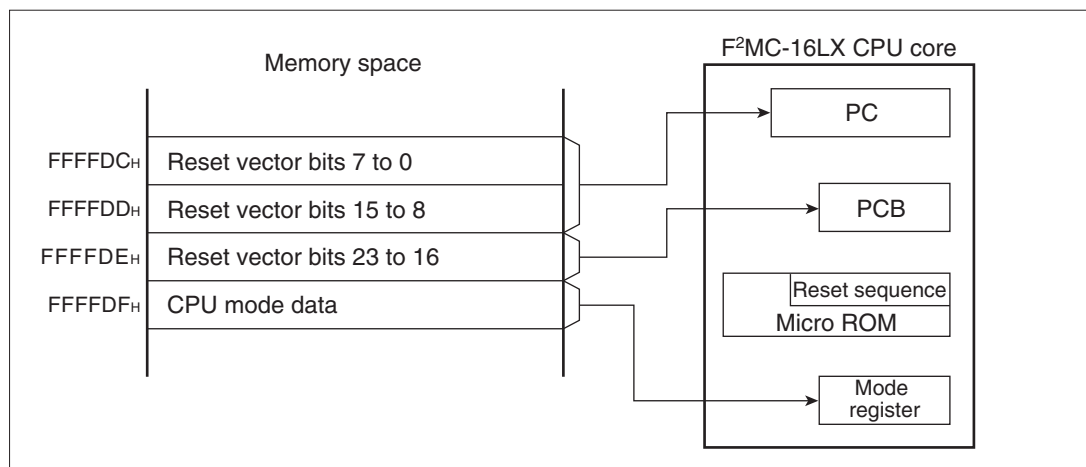 Memory space
FFFFDCH Reset vector bits 7 to 0
FFFFDDH Reset vector bits 15 to 8
FFFFDEH Reset vector bits 23 to 16
FFFFDFH CPU mode data
F²MC-16LX CPU core
PC
PCB
Reset sequence
Micro ROM
Mode
register